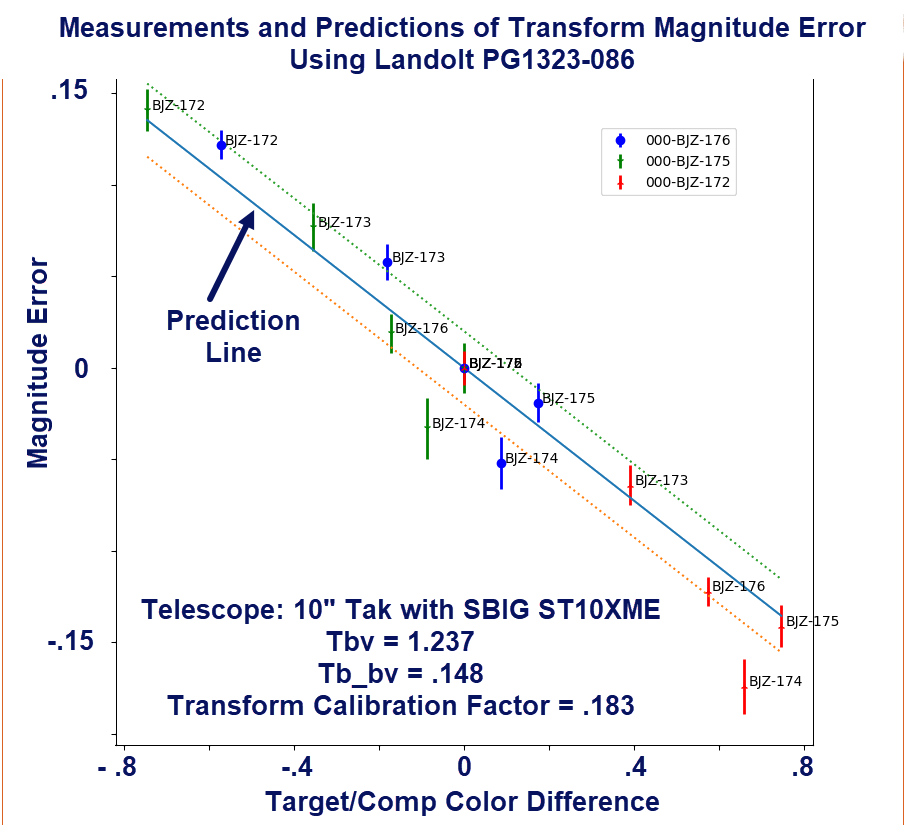 Measurements and Predictions of Transform Magnitude Error
Using Landolt PG1323-086
.15
BJZ-172
BJZ-172
000-BJZ-176
000-BJZ-175
000-BJZ-172
BJZ-173
BJZ-173
Prediction
Line
BJZ-176
Magnitude Error
0
BJZ-175
BJZ-174
BJZ-174
BJZ-173
BJZ-176
Telescope: 10" Tak with SBIG ST10XME
BJZ-175
-.15
Tbv = 1.237
Tb_bv = .148
BJZ-174
Transform Calibration Factor = .183
- .8
-.4
0
.4
.8
Target/Comp Color Difference